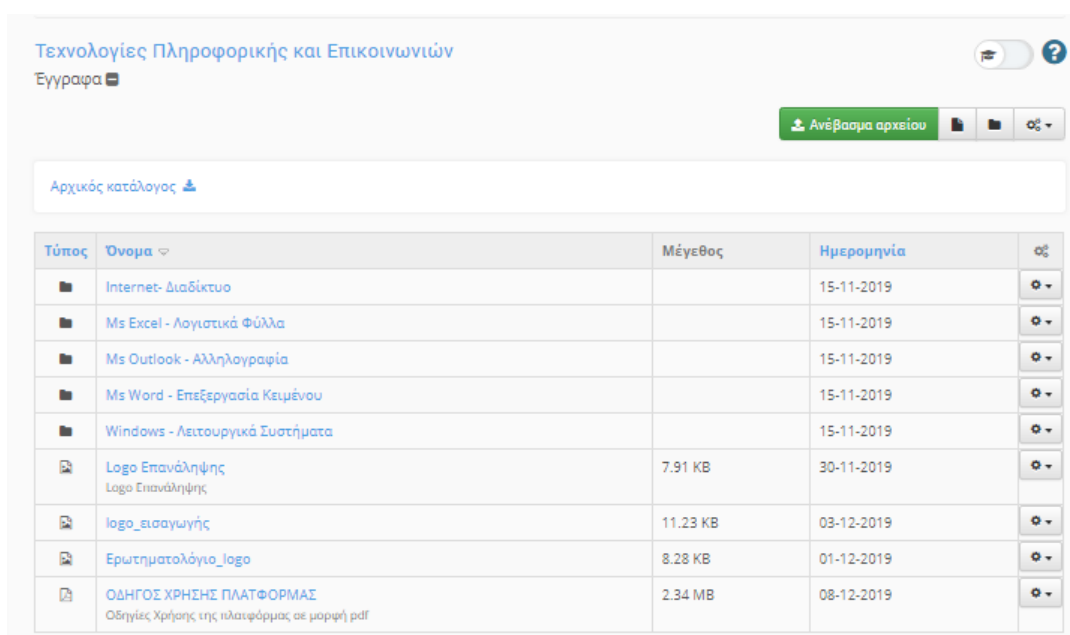 Τεχνολογίες Πληροφορικής και Επικοινωνιών
Έγγραφα
Ανέβασμα αρχείου
Αρχικός κατάλογος
Τύπος Όνομα Μέγεθος Ημερομηνία
Internet- Διαδίκτυο 15-11-2019
Ms Excel - Λογιστικά Φύλλα 15-11-2019
Ms Outlook - Αλληλογραφία 15-11-2019
Ms Word - Επεξεργασία Κειμένου 15-11-2019
Windows - Λειτουργικά Συστήματα 15-11-2019
Logo Επανάληψης 7.91 KB 30-11-2019
Logo Επανάληψης
logo_εισαγωγής 11.23 KB 03-12-2019
Ερωτηματολόγιο_logo 8.28 KB 01-12-2019
ΟΔΗΓΟΣ ΧΡΗΣΗΣ ΠΛΑΤΦΟΡΜΑΣ 2.34 MB 08-12-2019
Οδηγίες Χρήσης της πλατφόρμας σε μορφή pdf